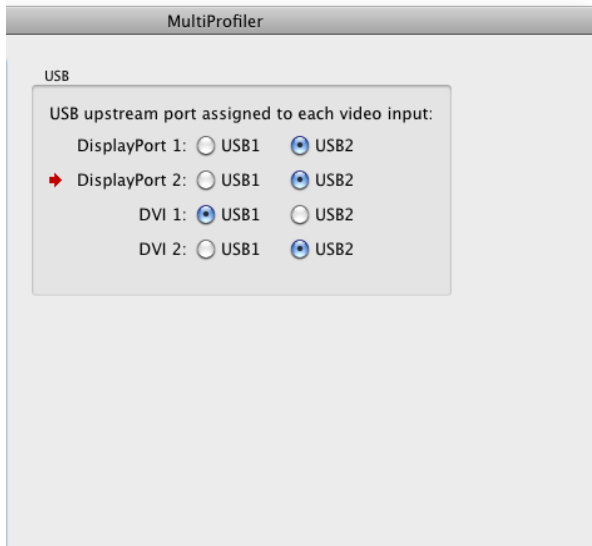 MultiProfiler
USB
USB upstream port assigned to each video input:
DisplayPort 1: USB1 USB2
DisplayPort 2: USB1 USB2
DVI 1: USB1 USB2
DVI 2: USB1 USB2